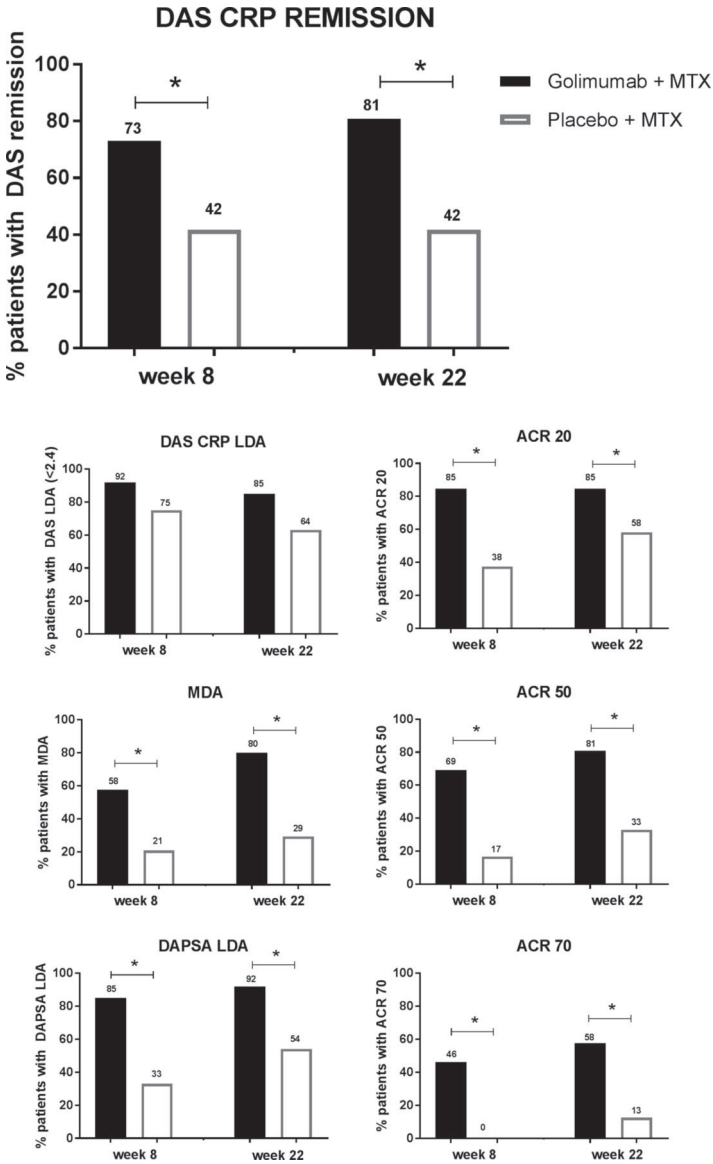 DAS CRP REMISSION
% patients with DAS remission
100
80
60
40
20
0
*
*
73
42
81
42
week 8
week 22
Golimumab + MTX
Placebo + MTX
DAS CRP LDA
% patients with DAS LDA (<2.4)
100
80
60
40
20
0
92
75
85
64
week 8
week 22
ACR 20
% patients with ACR 20
100
80
60
40
20
0
*
*
85
38
85
58
week 8
week 22
MDA
% patients with MDA
100
80
60
40
20
0
*
*
58
21
80
29
week 8
week 22
ACR 50
% patients with ACR 50
100
80
60
40
20
0
*
*
69
17
81
33
week 8
week 22
DAPSA LDA
% patients with DAPSA LDA
100
80
60
40
20
0
*
*
85
33
92
54
week 8
week 22
ACR 70
% patients with ACR 70
100
80
60
40
20
0
*
*
46
0
58
13
week 8
week 22